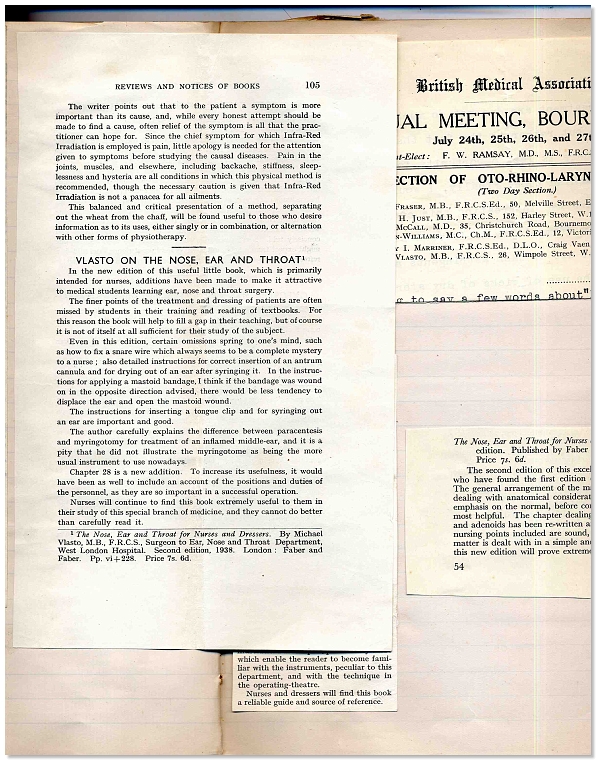 REVIEWS AND NOTICES OF BOOKS 105
The writer points out that to the patient a symptom is more
important than its cause, and, while every honest attempt should be
made to find a cause, often relief of the symptom is all that the prac-
titioner can hope for. Since the chief symptom for which Infra-Red
Irradiation is employed is pain, little apology is needed for the attention
given to symptoms before studying the causal diseases. Pain in the
joints, muscles, and elsewhere, including backache, stiffness, sleep-
lessness and hysteria are all conditions in which this physical method is
recommended, though the necessary caution is given that Infra-Red
Irradiation is not a panacea for all ailments.
This balanced and critical presentation of a method, separating
out the wheat from the chaff, will be found useful to those who desire
information as to its uses, either singly or in combination, or alternation
with other forms of physiotherapy.
VLASTO ON THE NOSE, EAR AND THROAT¹
In the new edition of this useful little book, which is primarily
intended for nurses, additions have been made to make it attractive
to medical students learning ear, nose and throat surgery.
The finer points of the treatment and dressing of patients are often
missed by students in their training and reading of textbooks. For
this reason the book will help to fill a gap in their teaching, but of course
it is not of itself at all sufficient for their study of the subject.
Even in this edition, certain omissions spring to one's mind, such
as how to fix a snare wire which always seems to be a complete mystery
to a nurse ; also detailed instructions for correct insertion of an antrum
cannula and for drying out of an ear after syringing it. In the instruc-
tions for applying a mastoid bandage, I think if the bandage was wound
on in the opposite direction advised, there would be less tendency to
displace the ear and open the mastoid wound.
The instructions for inserting a tongue clip and for syringing out
an ear are important and good.
The author carefully explains the difference between paracentesis
and myringotomy for treatment of an inflamed middle-ear, and it is a
pity that he did not illustrate the myringotome as being the more
usual instrument to use nowadays.
Chapter 28 is a new addition. To increase its usefulness, it would
have been as well to include an account of the positions and duties of
the personnel, as they are so important in a successful operation.
Nurses will continue to find this book extremely useful to them in
their study of this special branch of medicine, and they cannot do better
than carefully read it.
¹ The Nose, Ear and Throat for Nurses and Dressers. By Michael
Vlasto, M.B., F.R.C.S., Surgeon to Ear, Nose and Throat Department,
West London Hospital. Second edition, 1938. London : Faber and
Faber. Pp. vi+228. Price 7s. 6d.
which enable the reader to become fami-
liar with the instruments, peculiar to this
department, and with the technique in
the operating-theatre.
Nurses and dressers will find this book
a reliable guide and source of reference.
British Medical Associati
UAL MEETING, BOUR
July 24th, 25th, 26th, and 27t
nt-Elect: F. W. RAMSAY, M.D., M.S., F.R.C.
ECTION OF OTO-RHINO-LARYN
(Two Day Section.)
FRASER, M.B., F.R.C.S.Ed., 50, Melville Street, E
H. JUST, M.B., F.R.C.S., 152, Harley Street, W.1
McCALL, M.D., 35, Christchurch Road, Bournemo
N-WILLIAMS, M.C., Ch.M., F.R.C.S.Ed., 12, Victori
I. MARRINER, F.R.C.S.Ed., D.L.O., Craig Vaen
VLASTO, M.B., F.R.C.S., 26, Wimpole Street, W.
g to say a few words about"
The Nose, Ear and Throat for Nurses
edition. Published by Faber
Price 7s. 6d.
The second edition of this excel
who have found the first edition
The general arrangement of the m
dealing with anatomical considerat
emphasis on the normal, before con
most helpful. The chapter dealing
and adenoids has been re-written a
nursing points included are sound,
matter is dealt with in a simple and
this new edition will prove extreme
54